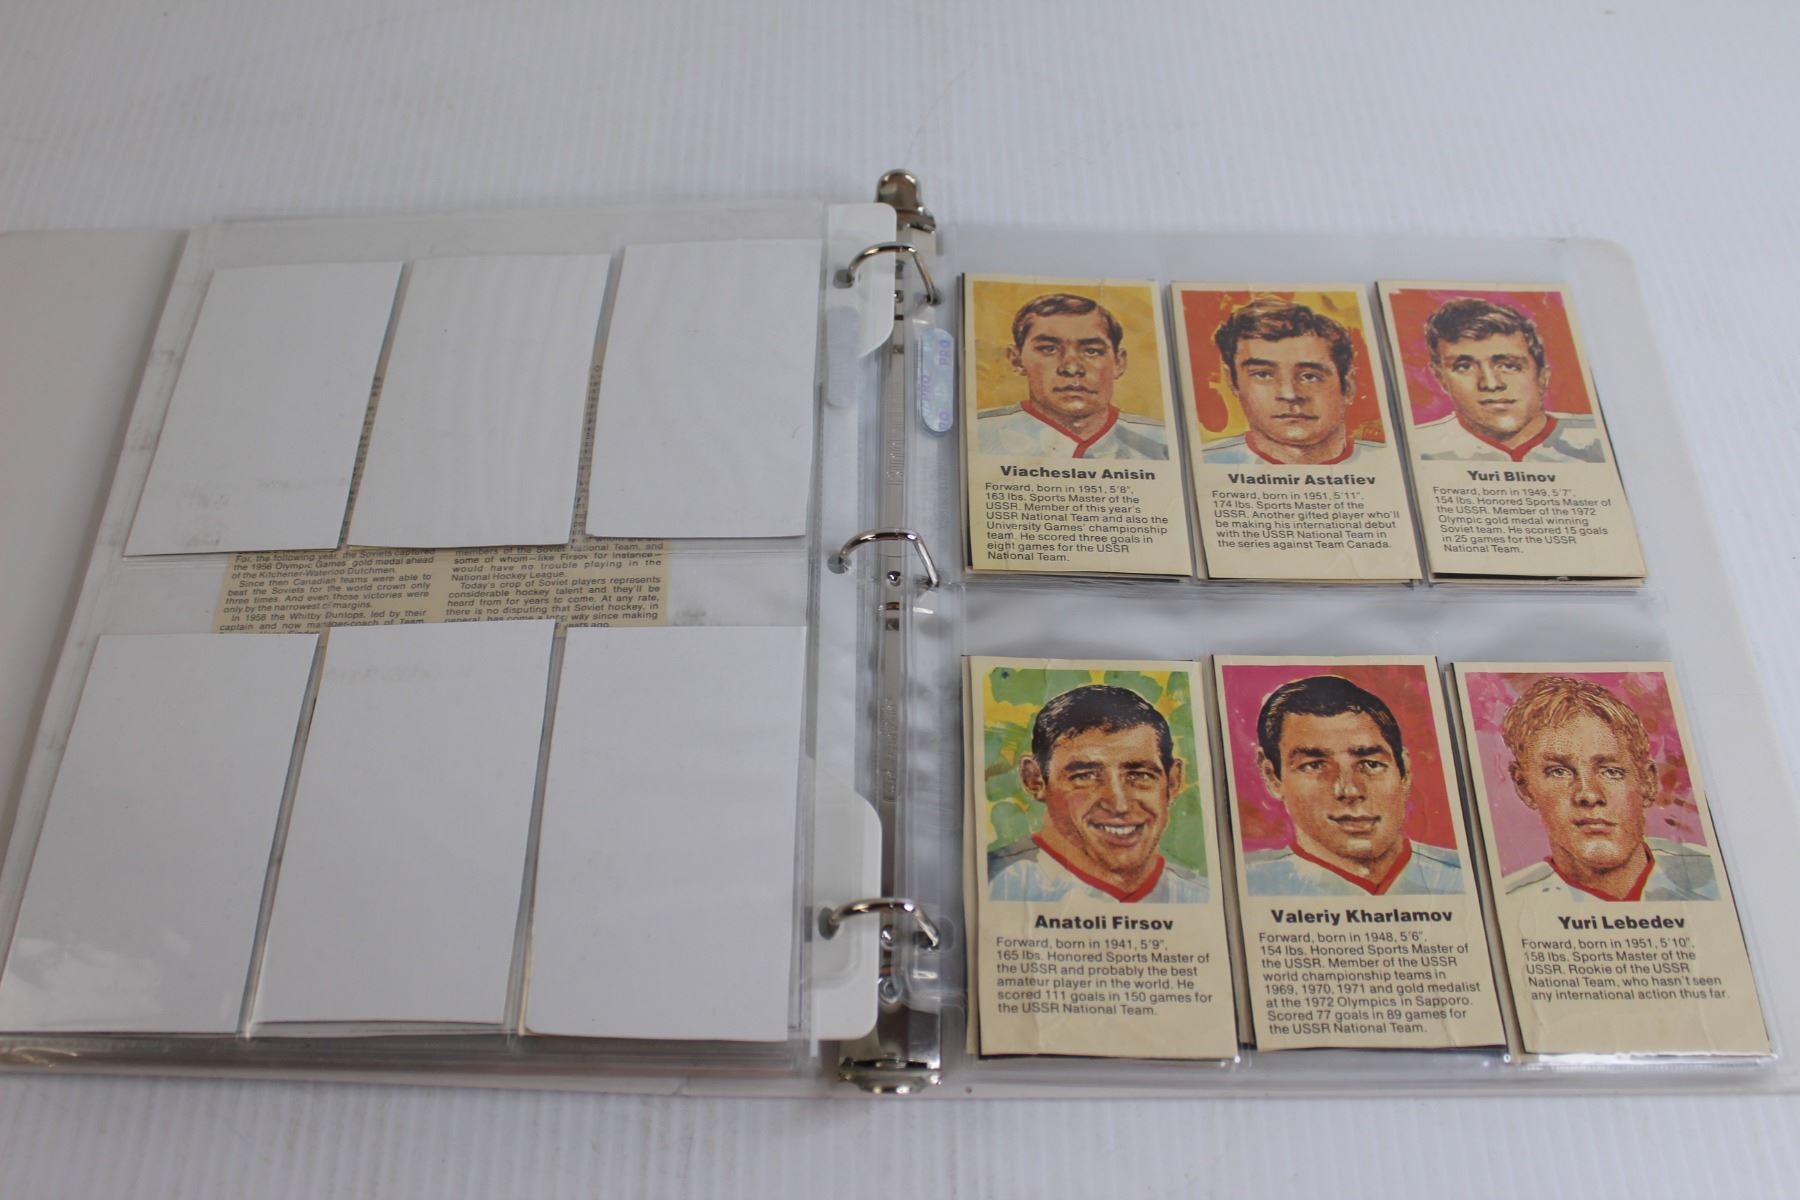 For, the following year, the Soviets captured
the 1956 Olympic Games gold medal ahead
of the Kitchener-Waterloo Dutchmen.
Since then Canadian teams were able to
beat the Soviets for the world crown only
three times. And even those victories were
only by the narrowest of margins.
In 1958 the Whitby Dunlops, led by their
captain and now manager-coach of Team
members of the Soviet National Team, and
some of whom—like Firsov for instance—
would have no trouble playing in the
National Hockey League.
Today's crop of Soviet players represents
considerable hockey talent and they'll be
heard from for years to come. At any rate,
there is no disputing that Soviet hockey, in
general, has come a long way since making
years ago.
PRO
Viacheslav Anisin
Forward, born in 1951, 5'8",
163 lbs. Sports Master of the
USSR. Member of this year's
USSR National Team and also the
University Games' championship
team. He scored three goals in
eight games for the USSR
National Team.
Vladimir Astafiev
Forward, born in 1951, 5'11",
174 lbs. Sports Master of the
USSR. Another gifted player who'll
be making his international debut
with the USSR National Team in
the series against Team Canada.
Yuri Blinov
Forward, born in 1949, 5'7",
154 lbs. Honored Sports Master of
USSR. Member of the 1972
Olympic gold medal winning
Soviet team. He scored 15 goals
in 25 games for the USSR
National Team.
Anatoli Firsov
Forward, born in 1941, 5'9",
165 lbs. Honored Sports Master of
the USSR and probably the best
amateur player in the world. He
scored 111 goals in 150 games for
the USSR National Team.
Valeriy Kharlamov
Forward, born in 1948, 5'6",
154 lbs. Honored Sports Master of
the USSR. Member of the USSR
world championship teams in
1969, 1970, 1971 and gold medalist
at the 1972 Olympics in Sapporo.
Scored 77 goals in 89 games for
the USSR National Team.
Yuri Lebedev
Forward, born in 1951, 5'10",
158 lbs. Sports Master of the
USSR. Rookie of the USSR
National Team, who hasn't seen
any international action thus far.